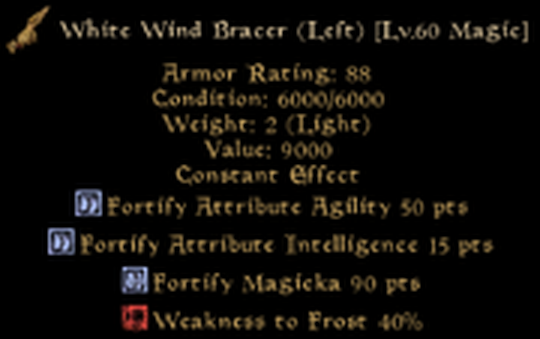 White Wind Bracer (Left) [Lv.60 Magic]
Armor Rating: 88
Condition: 6000/6000
Weight: 2 (Light)
Value: 9000
Constant Effect
Fortify Attribute Agility 50 pts
Fortify Attribute Intelligence 15 pts
Fortify Magicka 90 pts
Weakness to Frost 40%